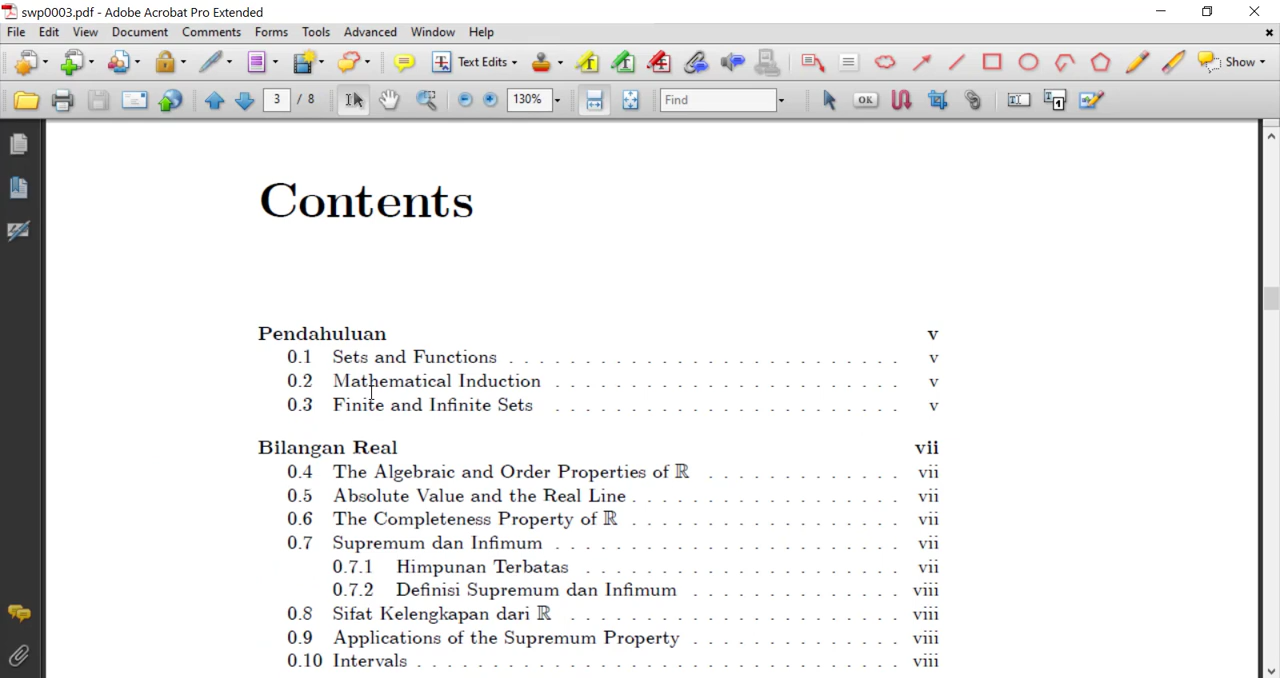 swp0003.pdf - Adobe Acrobat Pro Extended
File Edit View Document Comments Forms Tools Advanced Window Help
Text Edits Show
3 / 8 130% Find OK
Contents
Pendahuluan v
0.1 Sets and Functions . . . . . . . . . . . . . . . . . . . . . v
0.2 Mathematical Induction . . . . . . . . . . . . . . . . . . . v
0.3 Finite and Infinite Sets . . . . . . . . . . . . . . . . . . . v
Bilangan Real vii
0.4 The Algebraic and Order Properties of ℝ . . . . . . . . . . . vii
0.5 Absolute Value and the Real Line . . . . . . . . . . . . . . . vii
0.6 The Completeness Property of ℝ . . . . . . . . . . . . . . . vii
0.7 Supremum dan Infimum . . . . . . . . . . . . . . . . . . . vii
0.7.1 Himpunan Terbatas . . . . . . . . . . . . . . . . . . vii
0.7.2 Definisi Supremum dan Infimum . . . . . . . . . . . . viii
0.8 Sifat Kelengkapan dari ℝ . . . . . . . . . . . . . . . . . . viii
0.9 Applications of the Supremum Property . . . . . . . . . . . . viii
0.10 Intervals . . . . . . . . . . . . . . . . . . . . . . . . . . viii